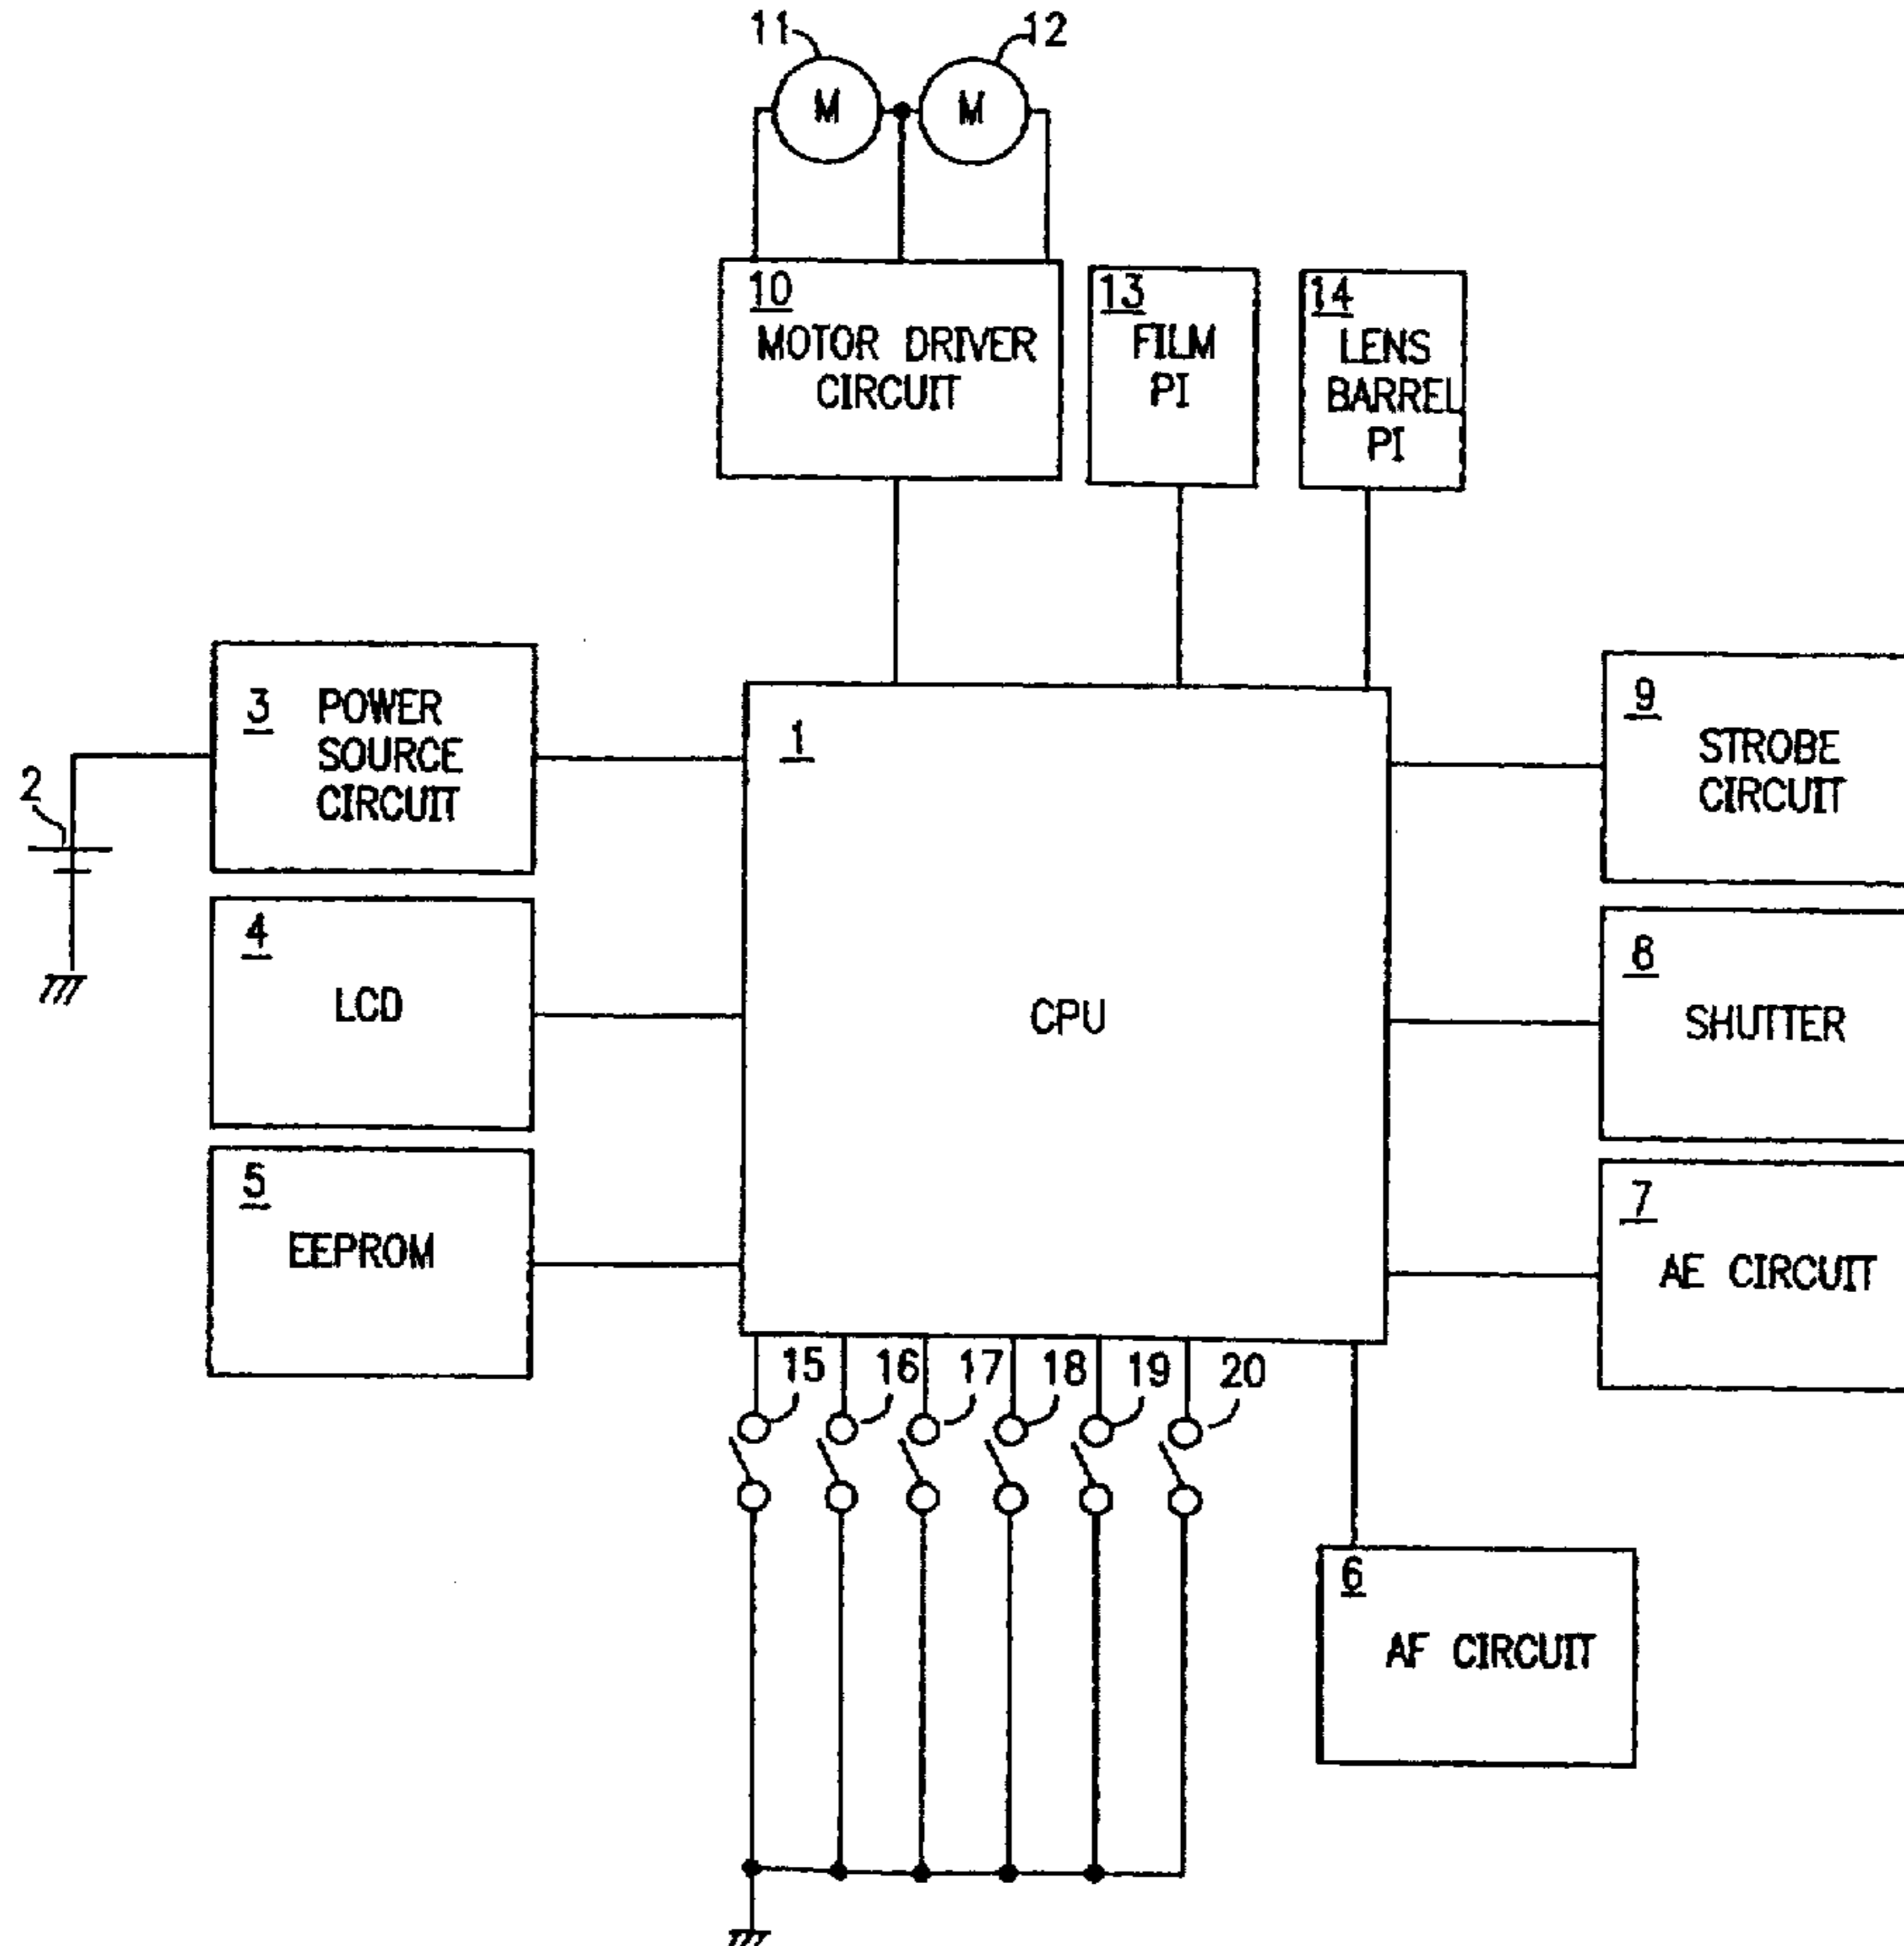 11
12
M
M
10
MOTOR DRIVER
CIRCUIT
13
FILM
PI
14
LENS
BARREL
PI
3
POWER
SOURCE
CIRCUIT
2
4
LCD
5
EEPROM
1
CPU
9
STROBE
CIRCUIT
8
SHUTTER
7
AE CIRCUIT
15
16
17
18
19
20
6
AF CIRCUIT